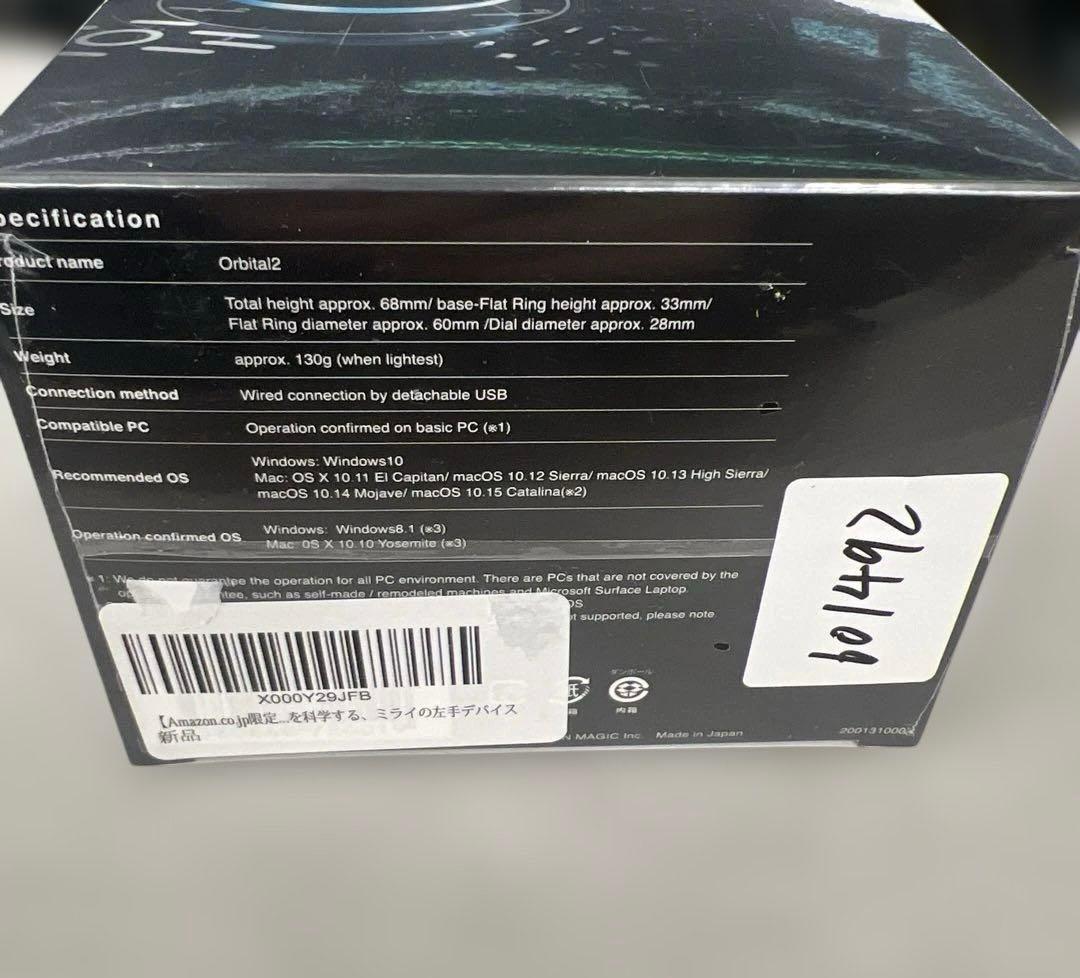 pecification
roduct name Orbital2
Size Total height approx. 68mm/ base-Flat Ring height approx. 33mm/
Flat Ring diameter approx. 60mm /Dial diameter approx. 28mm
Weight approx. 130g (when lightest)
Connection method Wired connection by detachable USB
Compatible PC Operation confirmed on basic PC (※1)
Recommended OS Windows: Windows10
Mac: OS X 10.11 El Capitan/ macOS 10.12 Sierra/ macOS 10.13 High Sierra/
macOS 10.14 Mojave/ macOS 10.15 Catalina(※2)
Operation confirmed OS Windows: Windows8.1 (※3)
Mac: OS X 10.10 Yosemite (※3)
※1: We do not guarantee the operation for all PC environment. There are PCs that are not covered by the
tee, such as self-made / remodeled machines and Microsoft Surface Laptop.
OS
t supported, please note.
X000Y29JFB
【Amazon.co.jp限定...を科学する、ミライの左手デバイス
新品
紙
箱
ダンボール
内箱
N MAGIC Inc. Made in Japan
200131000